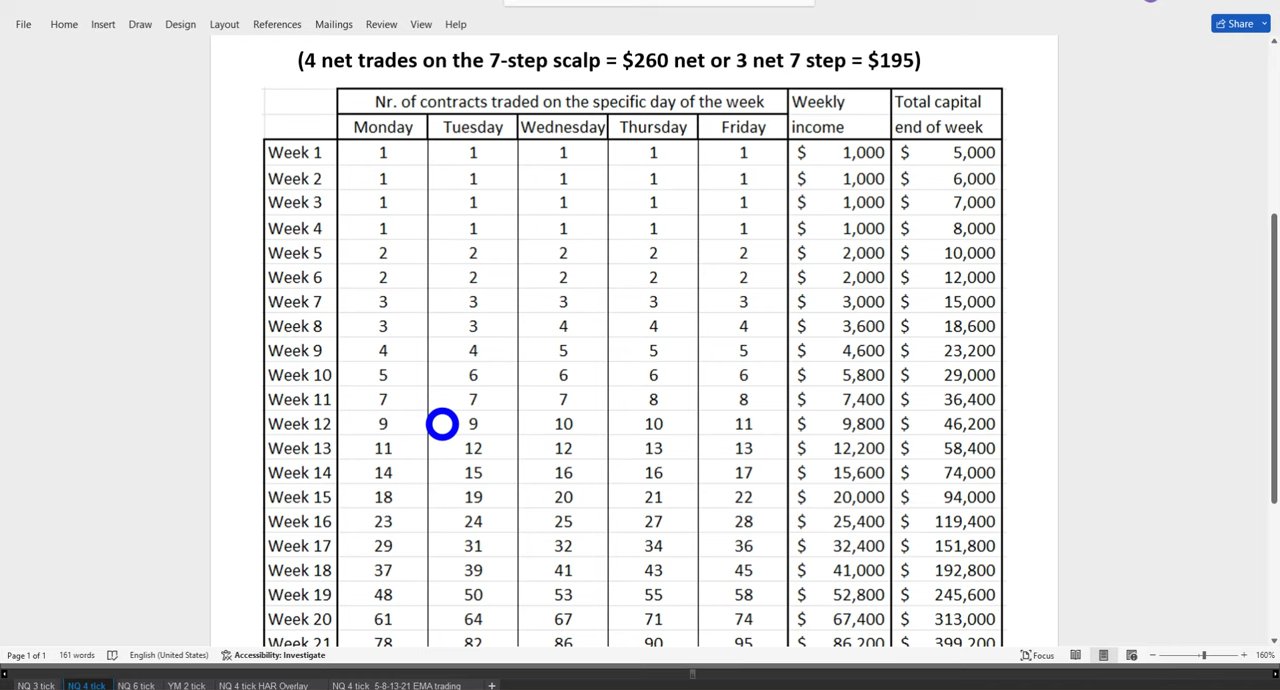 File Home Insert Draw Design Layout References Mailings Review View Help Share
(4 net trades on the 7-step scalp = $260 net or 3 net 7 step = $195)
Nr. of contracts traded on the specific day of the week Weekly Total capital
Monday Tuesday Wednesday Thursday Friday income end of week
Week 1 1 1 1 1 1 $ 1,000 $ 5,000
Week 2 1 1 1 1 1 $ 1,000 $ 6,000
Week 3 1 1 1 1 1 $ 1,000 $ 7,000
Week 4 1 1 1 1 1 $ 1,000 $ 8,000
Week 5 2 2 2 2 2 $ 2,000 $ 10,000
Week 6 2 2 2 2 2 $ 2,000 $ 12,000
Week 7 3 3 3 3 3 $ 3,000 $ 15,000
Week 8 3 3 4 4 4 $ 3,600 $ 18,600
Week 9 4 4 5 5 5 $ 4,600 $ 23,200
Week 10 5 6 6 6 6 $ 5,800 $ 29,000
Week 11 7 7 7 8 8 $ 7,400 $ 36,400
Week 12 9 9 10 10 11 $ 9,800 $ 46,200
Week 13 11 12 12 13 13 $ 12,200 $ 58,400
Week 14 14 15 16 16 17 $ 15,600 $ 74,000
Week 15 18 19 20 21 22 $ 20,000 $ 94,000
Week 16 23 24 25 27 28 $ 25,400 $ 119,400
Week 17 29 31 32 34 36 $ 32,400 $ 151,800
Week 18 37 39 41 43 45 $ 41,000 $ 192,800
Week 19 48 50 53 55 58 $ 52,800 $ 245,600
Week 20 61 64 67 71 74 $ 67,400 $ 313,000
Week 21 78 82 86 90 95 $ 86,200 $ 399,200
Page 1 of 1 161 words English (United States) Accessibility: Investigate Focus 160%
NQ 3 tick NQ 4 tick NQ 6 tick YM 2 tick NQ 4 tick HAR Overlay NQ 4 tick 5-8-13-21 EMA trading +